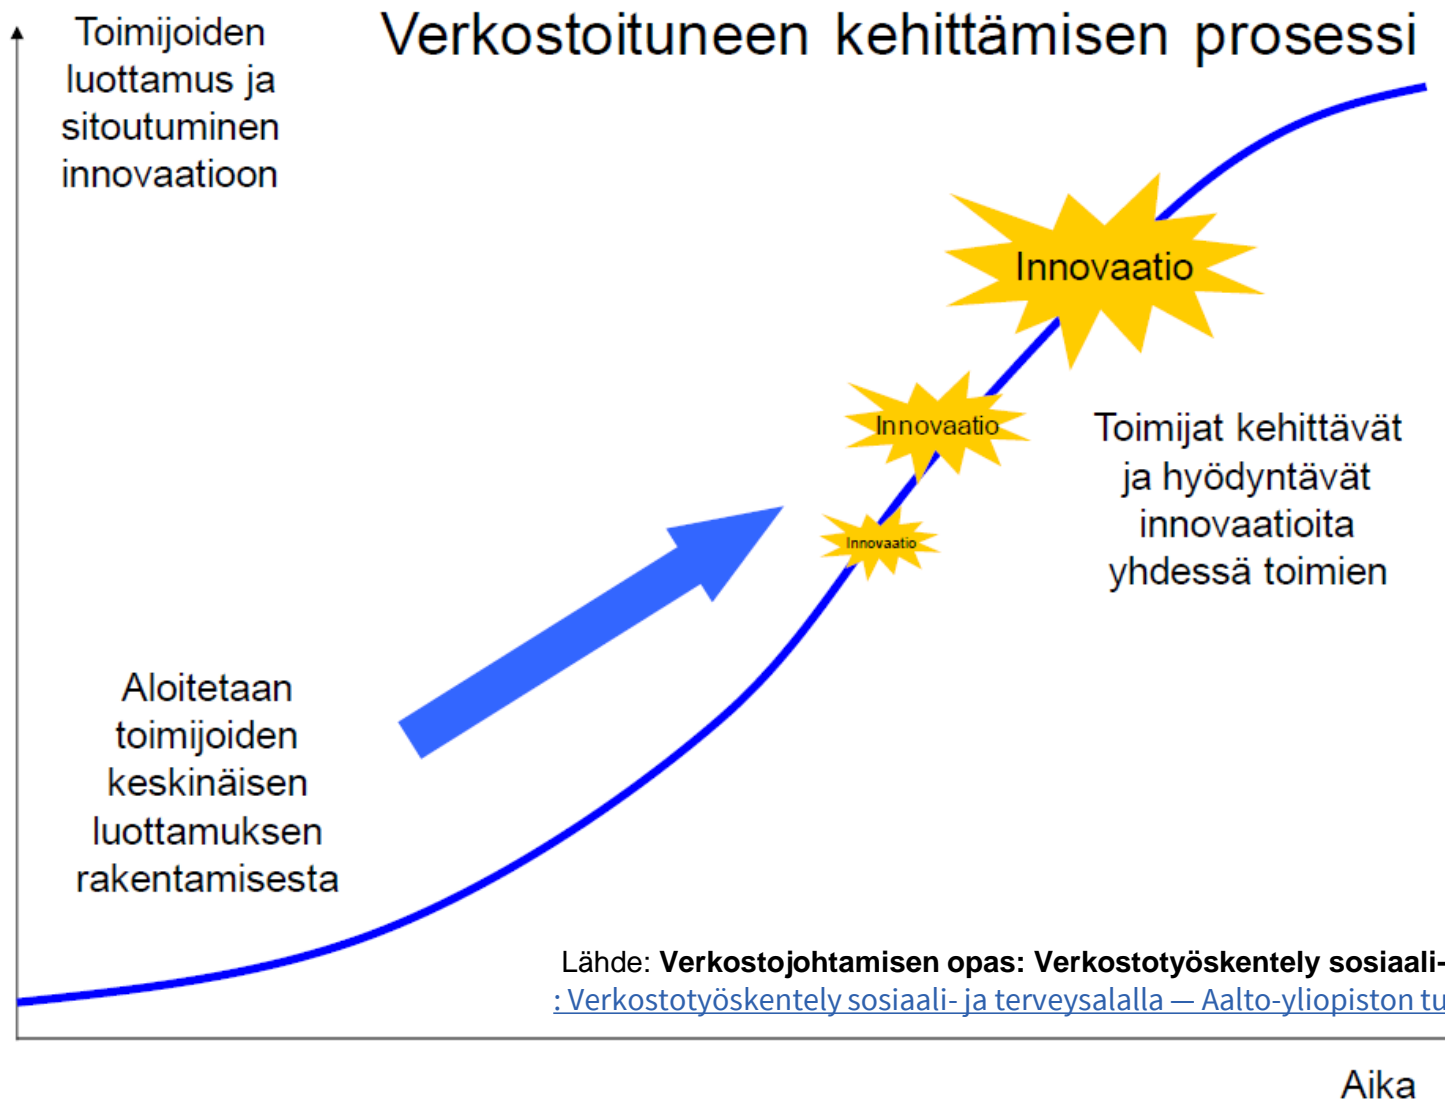 Verkostoituneen kehittämisen prosessi
Toimijoiden
luottamus ja
sitoutuminen
innovaatioon
Innovaatio
Innovaatio
Innovaatio
Toimijat kehittävät
ja hyödyntävät
innovaatioita
yhdessä toimien
Aloitetaan
toimijoiden
keskinäisen
luottamuksen
rakentamisesta
Lähde: Verkostojohtamisen opas: Verkostotyöskentely sosiaali-
: Verkostotyöskentely sosiaali- ja terveysalalla — Aalto-yliopiston tu
Aika